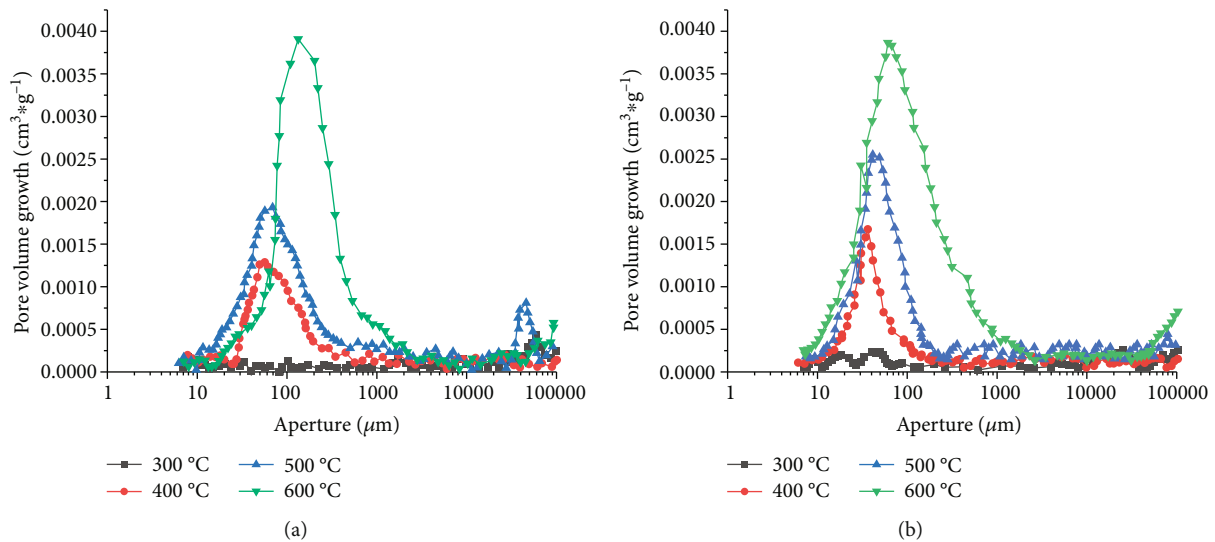 0.0040
0.0035
0.0030
0.0025
0.0020
0.0015
0.0010
0.0005
0.0000
Pore volume growth (cm³*g⁻¹)
1 10 100 1000 10000 100000
Aperture (μm)
300 °C 500 °C
400 °C 600 °C
(a)
0.0040
0.0035
0.0030
0.0025
0.0020
0.0015
0.0010
0.0005
0.0000
Pore volume growth (cm³*g⁻¹)
1 10 100 1000 10000 100000
Aperture (μm)
300 °C 500 °C
400 °C 600 °C
(b)